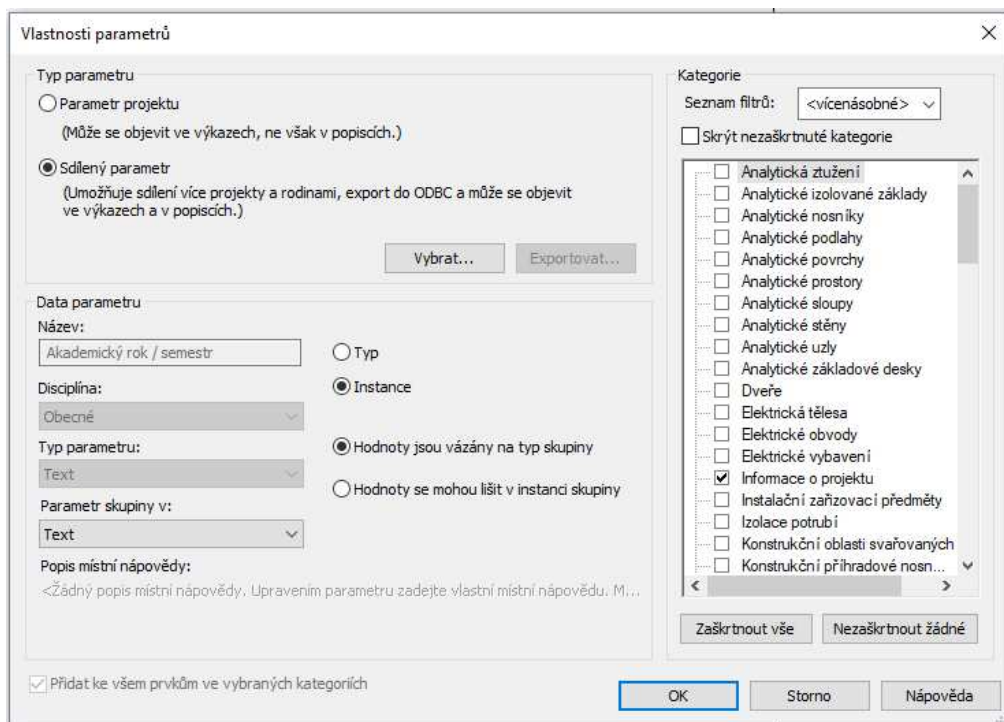 Vlastnosti parametrů
Typ parametru
Parametr projektu
(Může se objevit ve výkazech, ne však v popiscích.)
Sdílený parametr
(Umožňuje sdílení více projekty a rodinami, export do ODBC a může se objevit
ve výkazech a v popiscích.)
Vybrat...
Exportovat...
Data parametru
Název:
Akademický rok / semestr
Typ
Disciplína:
Instance
Obecné
Typ parametru:
Hodnoty jsou vázány na typ skupiny
Text
Hodnoty se mohou lišit v instanci skupiny
Parametr skupiny v:
Text
Popis místní nápovědy:
<Žádný popis místní nápovědy. Upravením parametru zadejte vlastní místní nápovědu. M...
Přidat ke všem prvkům ve vybraných kategoriích
Kategorie
Seznam filtrů:
<vícenásobné>
Skrýt nezaškrtnuté kategorie
Analytická ztužení
Analytické izolované základy
Analytické nosníky
Analytické podlahy
Analytické povrchy
Analytické prostory
Analytické sloupy
Analytické stěny
Analytické uzly
Analytické základové desky
Dveře
Elektrická tělesa
Elektrické obvody
Elektrické vybavení
Informace o projektu
Instalační zařizovací předměty
Izolace potrubí
Konstrukční oblasti svařovaných
Konstrukční příhradové nosn...
Zaškrtnout vše
Nezaškrtnout žádné
OK
Storno
Nápověda